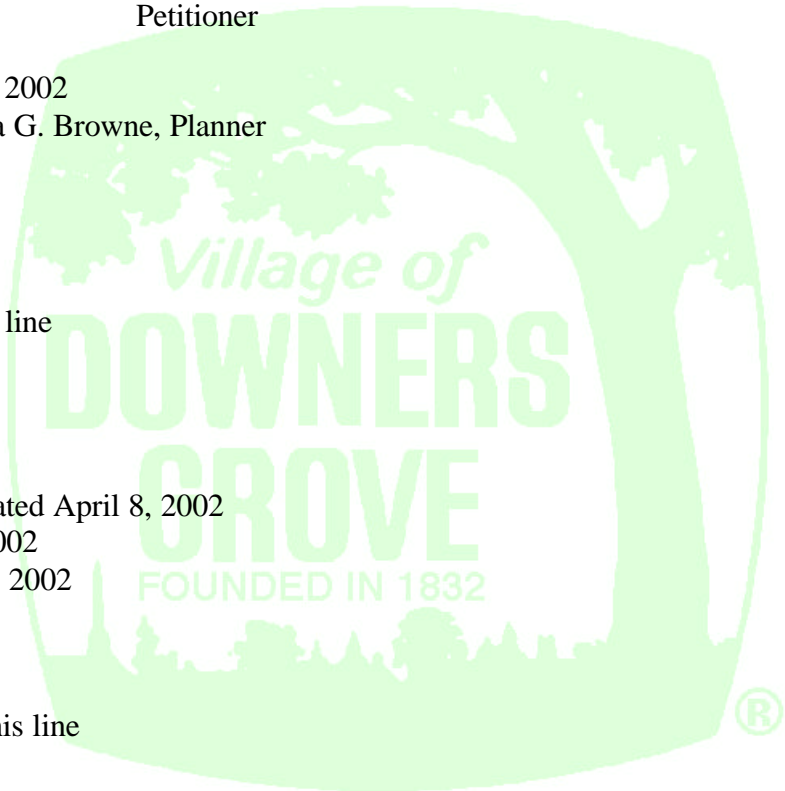 Petitioner
2002
G. Browne, Planner
Village of
line
DOWNERS
GROVE
ated April 8, 2002
002
2002
FOUNDED IN 1832
his line
®